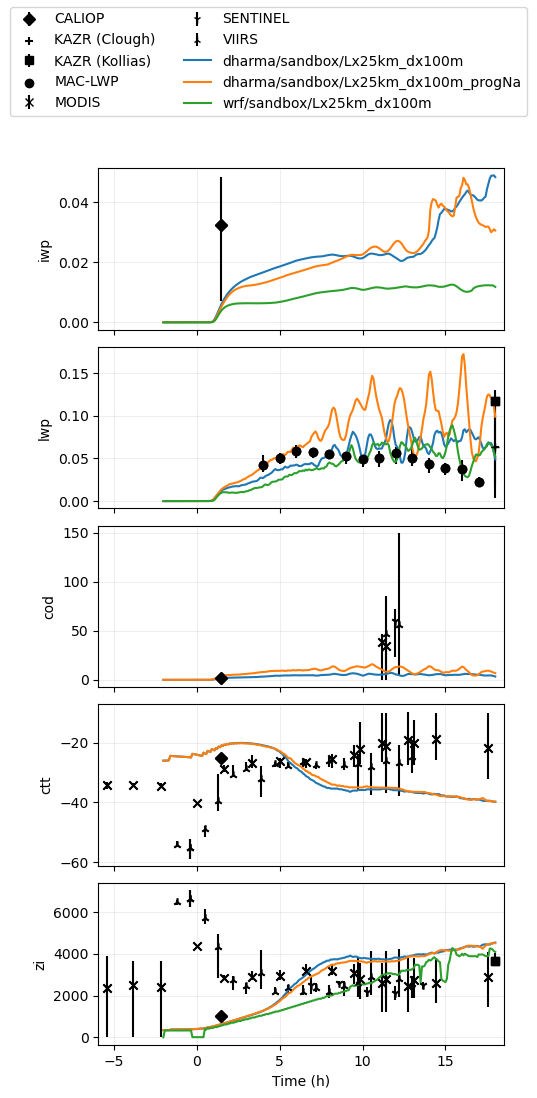 CALIOP
KAZR (Clough)
KAZR (Kollias)
MAC-LWP
MODIS
SENTINEL
VIIRS
dharma/sandbox/Lx25km_dx100m
dharma/sandbox/Lx25km_dx100m_progNa
wrf/sandbox/Lx25km_dx100m
0.04
0.02
0.00
iwp
0.15
0.10
0.05
0.00
lwp
150
100
50
0
cod
−20
−40
−60
ctt
6000
4000
2000
0
zi
−5 0 5 10 15
Time (h)